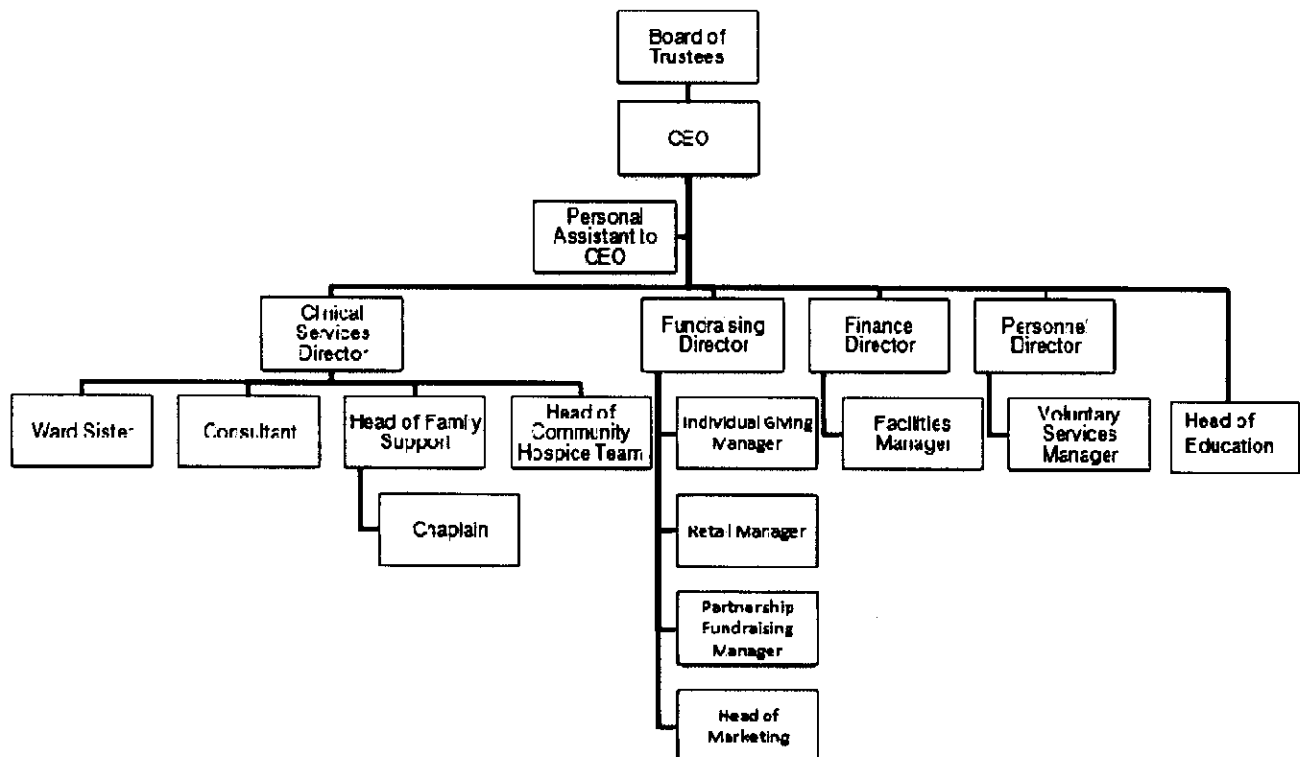 Board of
Trustees
CEO
Personal
Assistant to
CEO
Clinical
Services
Director
Fundraising
Director
Finance
Director
Personnel
Director
Ward Sister
Consultant
Head of Family
Support
Head of
Community
Hospice Team
Individual Giving
Manager
Facilities
Manager
Voluntary
Services
Manager
Head of
Education
Chaplain
Retail Manager
Partnership
Fundraising
Manager
Head of
Marketing